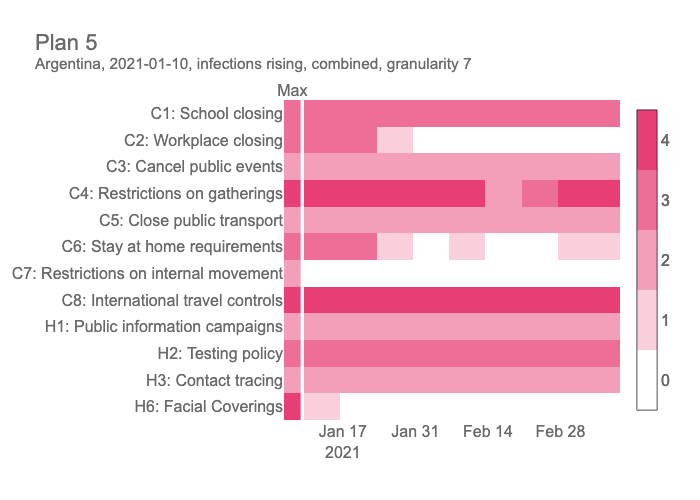 Plan 5
Argentina, 2021-01-10, infections rising, combined, granularity 7
Max
C1: School closing
C2: Workplace closing
C3: Cancel public events
C4: Restrictions on gatherings
C5: Close public transport
C6: Stay at home requirements
C7: Restrictions on internal movement
C8: International travel controls
H1: Public information campaigns
H2: Testing policy
H3: Contact tracing
H6: Facial Coverings
Jan 17 Jan 31 Feb 14 Feb 28
2021
4
3
2
1
0